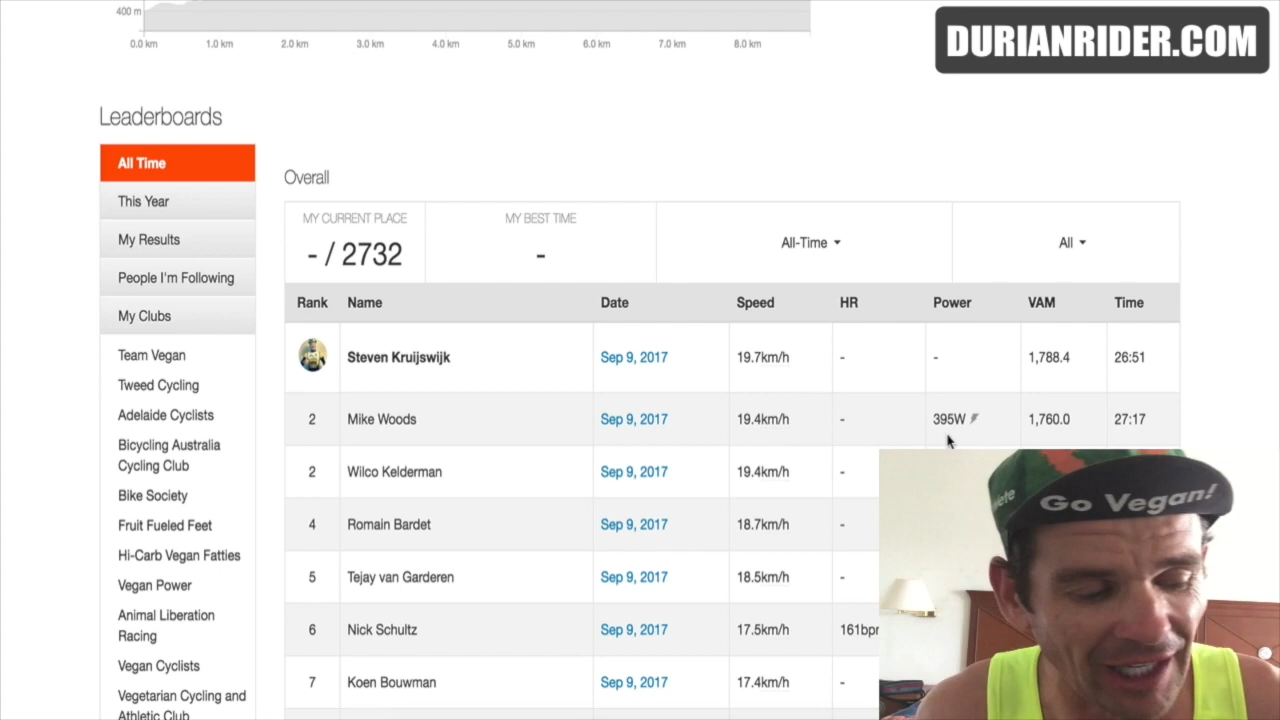 DURIANRIDER.COM
400 m
0.0 km 1.0 km 2.0 km 3.0 km 4.0 km 5.0 km 6.0 km 7.0 km 8.0 km
Leaderboards
All Time
This Year
My Results
People I'm Following
My Clubs
Team Vegan
Tweed Cycling
Adelaide Cyclists
Bicycling Australia
Cycling Club
Bike Society
Fruit Fueled Feet
Hi-Carb Vegan Fatties
Vegan Power
Animal Liberation
Racing
Vegan Cyclists
Vegetarian Cycling and
Athletic Club
Overall
MY CURRENT PLACE MY BEST TIME
- / 2732 - All-Time All
Rank Name Date Speed HR Power VAM Time
Steven Kruijswijk Sep 9, 2017 19.7km/h - - 1,788.4 26:51
2 Mike Woods Sep 9, 2017 19.4km/h - 395W 1,760.0 27:17
2 Wilco Kelderman Sep 9, 2017 19.4km/h -
4 Romain Bardet Sep 9, 2017 18.7km/h -
5 Tejay van Garderen Sep 9, 2017 18.5km/h -
6 Nick Schultz Sep 9, 2017 17.5km/h 161bpm
7 Koen Bouwman Sep 9, 2017 17.4km/h -
Go Vegan!